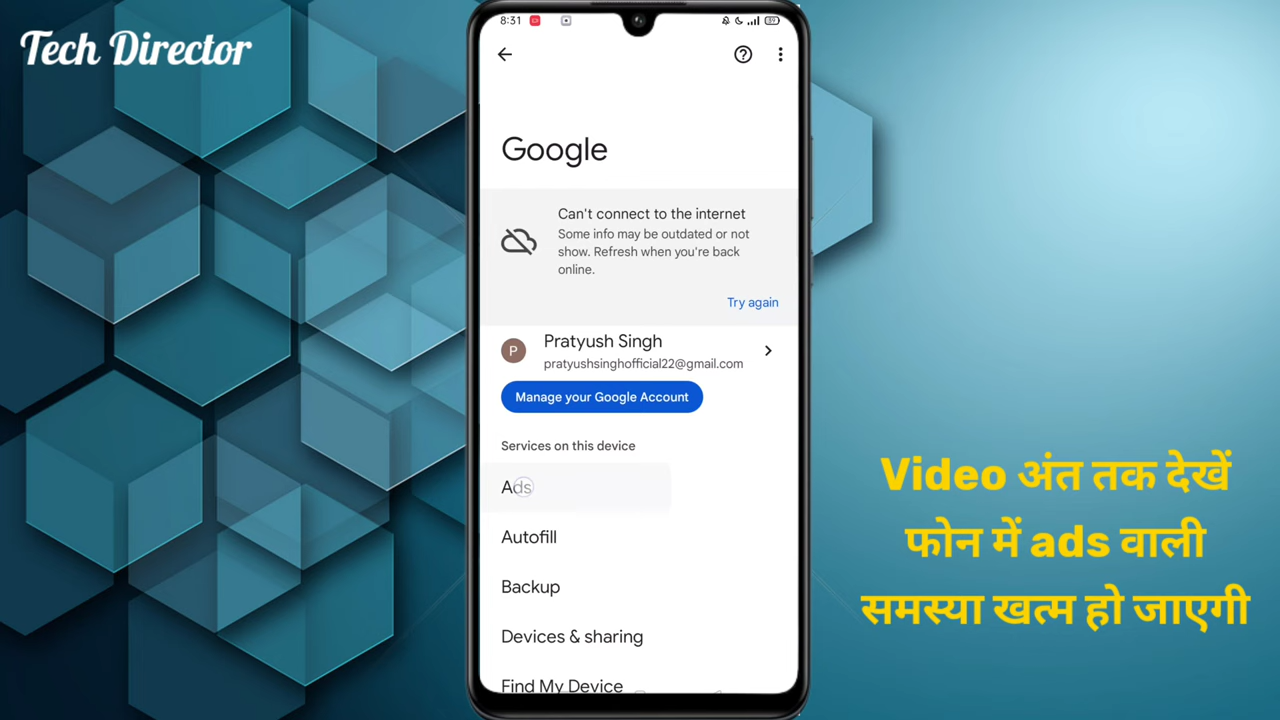 Tech Director
8:31
89
Google
Can't connect to the internet
Some info may be outdated or not
show. Refresh when you're back
online.
Try again
P
Pratyush Singh
pratyushsinghofficial22@gmail.com
Manage your Google Account
Services on this device
Ads
Autofill
Backup
Devices & sharing
Find My Device
Video अंत तक देखें
फोन में ads वाली
समस्या खत्म हो जाएगी